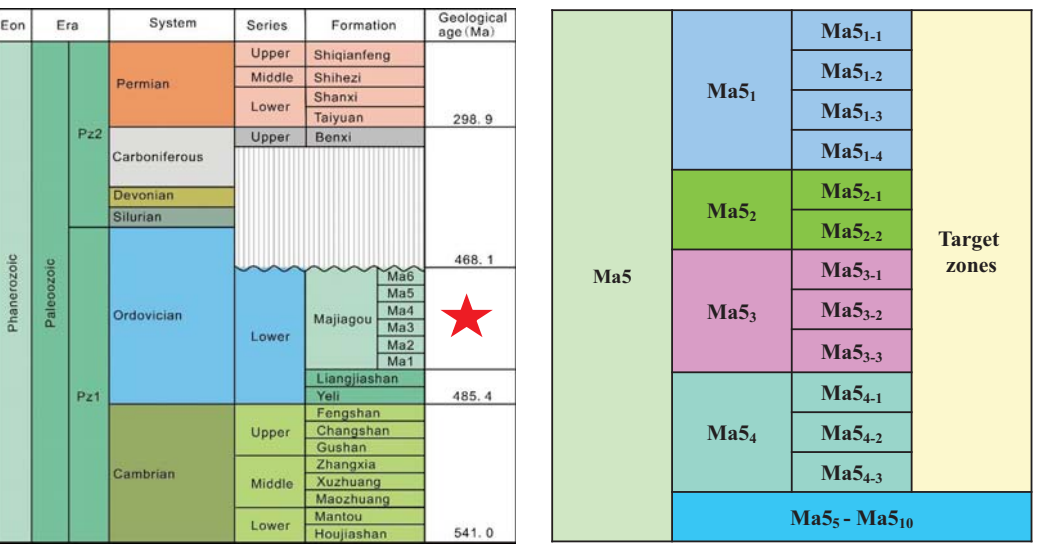 Eon Era System Series Formation Geological
age(Ma)
Phanerozoic
Paleoozoic
Pz2
Permian
Upper Shiqianfeng
Middle Shihezi
Lower
Shanxi
Taiyuan
298.9
Carboniferous
Upper Benxi
Devonian
Silurian
468.1
Pz1
Ordovician
Lower
Majiagou
Ma6
Ma5
Ma4
Ma3
Ma2
Ma1
Liangjiashan
Yeli
485.4
Cambrian
Upper
Fengshan
Changshan
Gushan
Middle
Zhangxia
Xuzhuang
Maozhuang
Lower
Mantou
Houjiashan
541.0
Ma5
Ma5₁
Ma5₁₋₁
Ma5₁₋₂
Ma5₁₋₃
Ma5₁₋₄
Ma5₂
Ma5₂₋₁
Ma5₂₋₂
Ma5₃
Ma5₃₋₁
Ma5₃₋₂
Ma5₃₋₃
Ma5₄
Ma5₄₋₁
Ma5₄₋₂
Ma5₄₋₃
Target
zones
Ma5₅ - Ma5₁₀